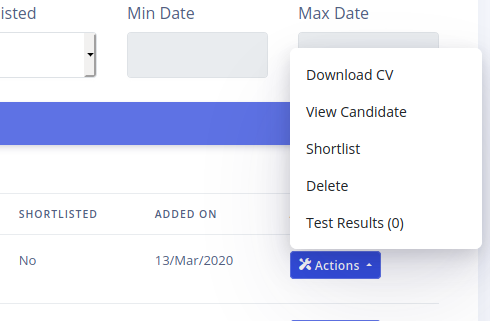 isted
Min Date
Max Date
Download CV
View Candidate
Shortlist
Delete
Test Results (0)
SHORTLISTED
ADDED ON
No
13/Mar/2020
Actions